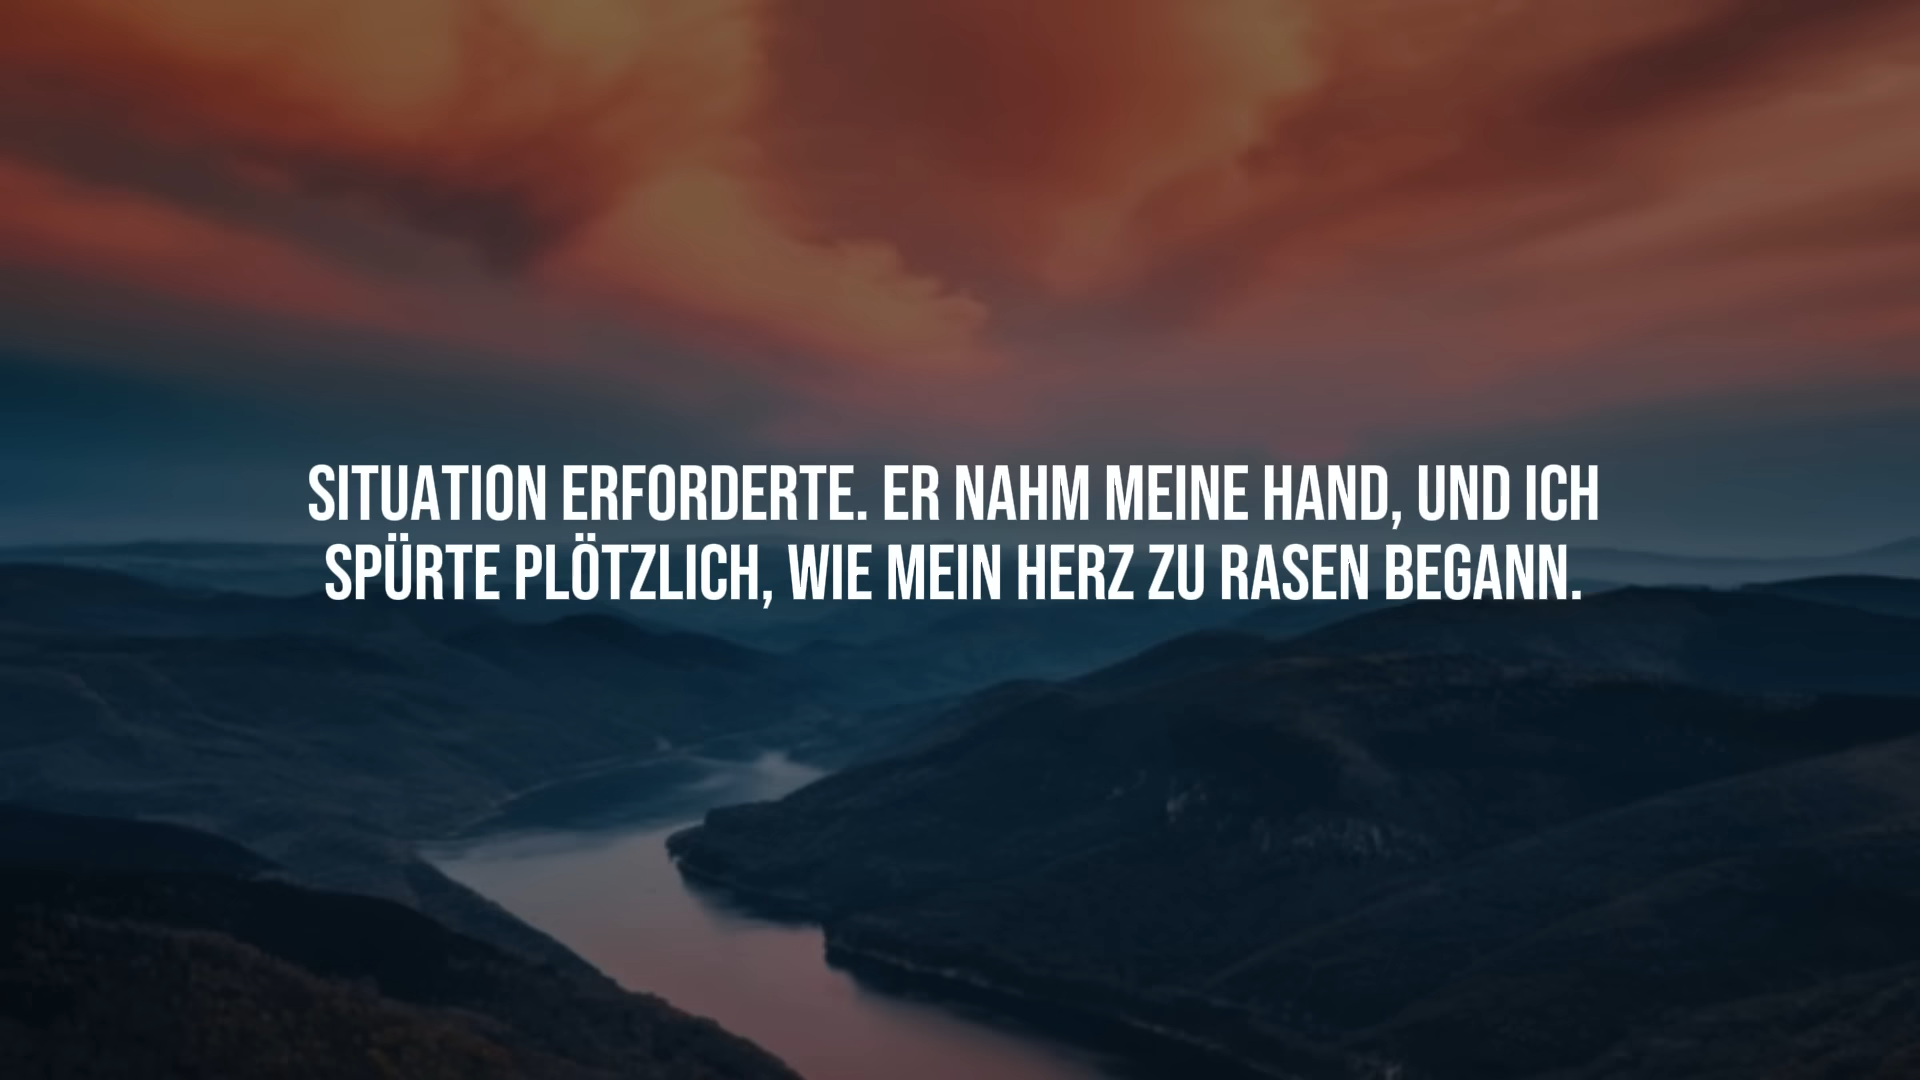 SITUATION ERFORDERTE. ER NAHM MEINE HAND, UND ICH
SPÜRTE PLÖTZLICH, WIE MEIN HERZ ZU RASEN BEGANN.